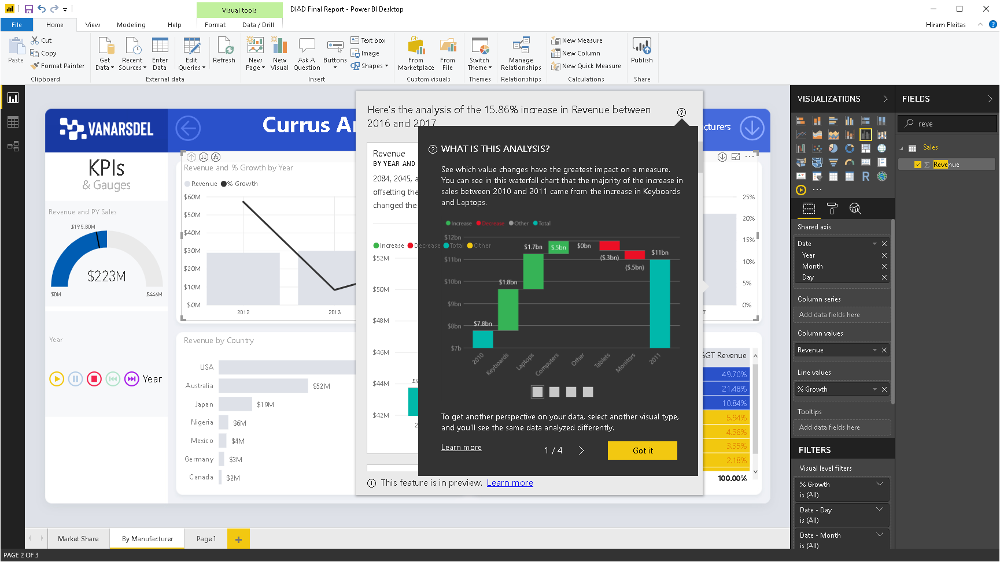 Visual tools
DIAD Final Report - Power BI Desktop
File
Home
View
Modeling
Help
Format
Data / Drill
Hiram Fleitas
Paste
Cut
Copy
Format Painter
Clipboard
Get Data
Recent Sources
Enter Data
Edit Queries
Refresh
External data
New Page
New Visual
Ask A Question
Buttons
Text box
Image
Shapes
Insert
From Marketplace
From File
Custom visuals
Switch Theme
Themes
Manage Relationships
Relationships
New Measure
New Column
New Quick Measure
Calculations
Publish
Share
VANARSDEL
Currus A
cturers
KPIs
& Gauges
Revenue and PY Sales
$195.80M
$223M
$0M
$446M
Year
Year
Revenue and % Growth by Year
Revenue
% Growth
$60M
$50M
$40M
$30M
$20M
$10M
$0M
2012
2013
7
25%
20%
15%
10%
5%
0%
Revenue by Country
USA
Australia
$52M
Japan
$19M
Nigeria
$6M
Mexico
$4M
Germany
$3M
Canada
$2M
Here's the analysis of the 15.86% increase in Revenue between
2016 and 2017
Revenue
BY YEAR AND
2084, 2045, a
offsetting the
changed the
Increase
Decrease
Total
Other
$52M
$50M
$48M
$46M
$44M
$42M
WHAT IS THIS ANALYSIS?
See which value changes have the greatest impact on a measure.
You can see in this waterfall chart that the majority of the increase in
sales between 2010 and 2011 came from the increase in Keyboards
and Laptops.
Increase
Decrease
Other
Total
$12bn
$11bn
$10bn
$9bn
$8bn
$7b
$7.8bn
$1.8bn
$1.7bn
$.5bn
$0bn
($.3bn)
($.5bn)
$11bn
2010
Keyboards
Laptops
Computers
Other
Tablets
Monitors
2011
To get another perspective on your data, select another visual type,
and you'll see the same data analyzed differently.
Learn more
1 / 4
Got it
This feature is in preview. Learn more
%GT Revenue
49.70%
21.48%
10.84%
5.94%
4.36%
3.35%
2.18%
100.00%
VISUALIZATIONS
R
Shared axis
Date
Year
Month
Day
Column series
Add data fields here
Column values
Revenue
Line values
% Growth
Tooltips
Add data fields here
FILTERS
Visual level filters
% Growth
is (All)
Date - Day
is (All)
Date - Month
is (All)
FIELDS
reve
Sales
Revenue
Market Share
By Manufacturer
Page 1
PAGE 2 OF 3